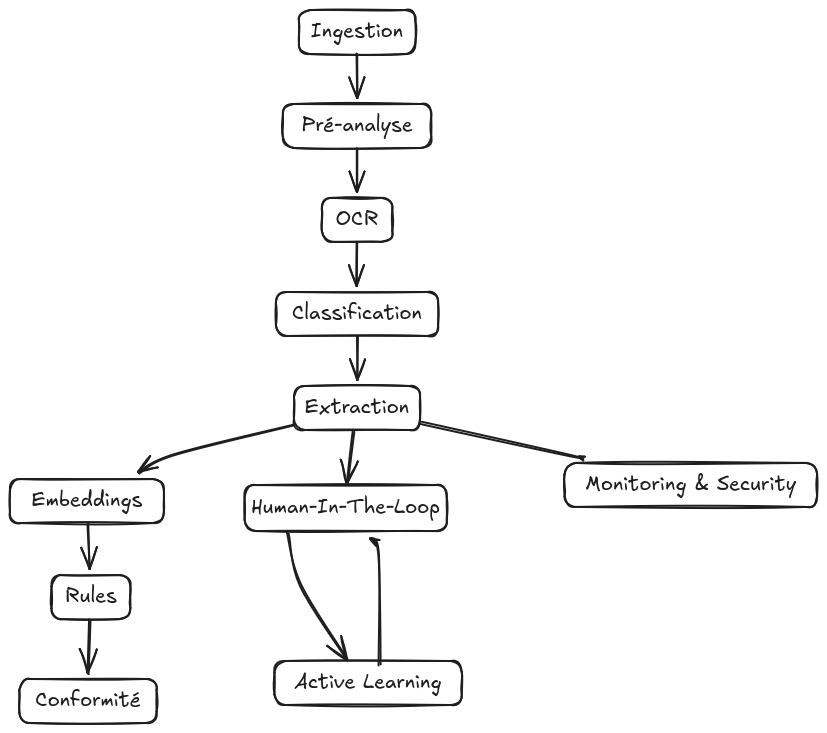 Ingestion
Pré-analyse
OCR
Classification
Extraction
Embeddings
Human-In-The-Loop
Monitoring & Security
Rules
Active Learning
Conformité